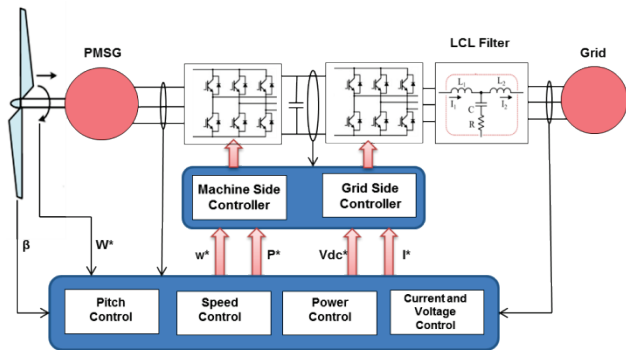 PMSG
LCL Filter
Grid
L₁
L₂
I₁
C
I₂
R
Machine Side
Controller
Grid Side
Controller
β
W*
w*
P*
Vdc*
I*
Pitch
Control
Speed
Control
Power
Control
Current and
Voltage
Control